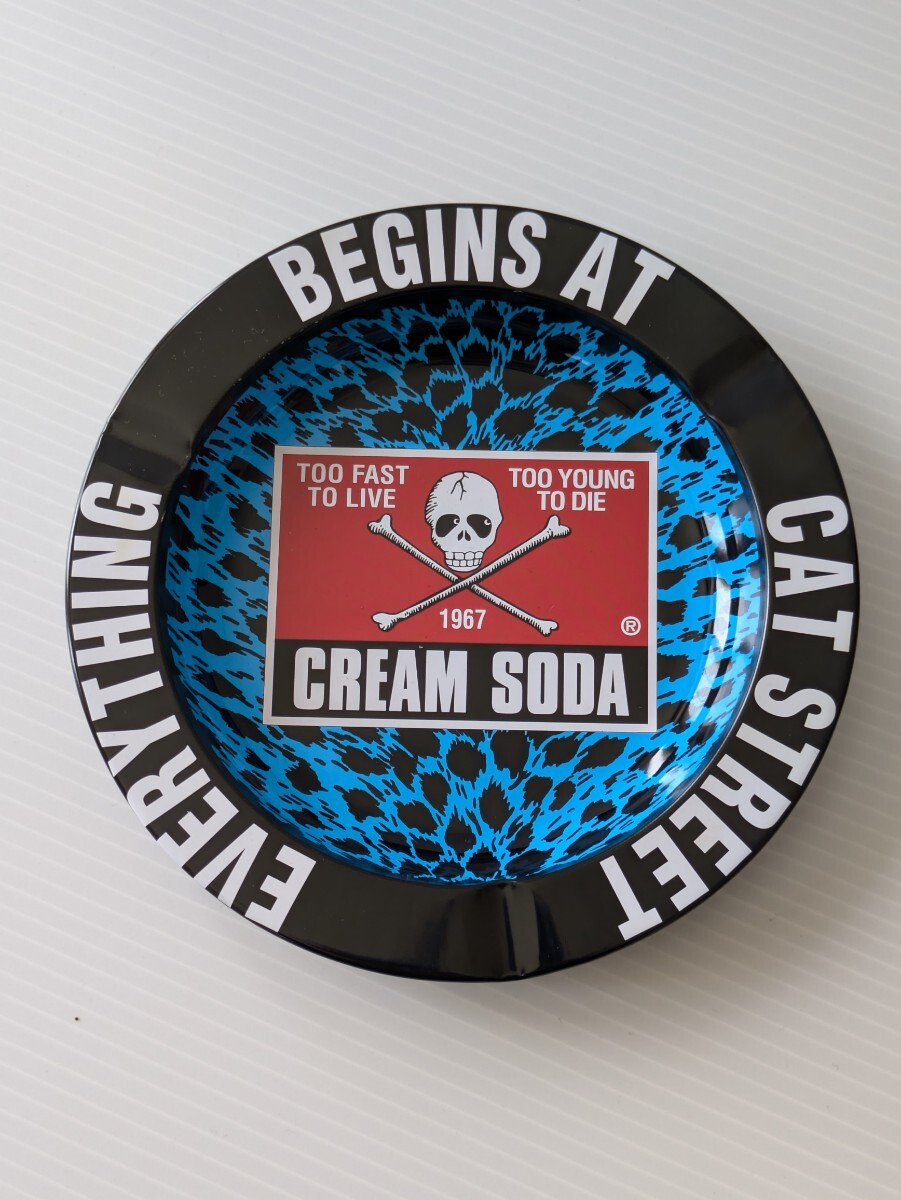 EVERYTHING
BEGINS AT
CAT STREET
TOO FAST
TO LIVE
TOO YOUNG
TO DIE
1967
®
CREAM SODA